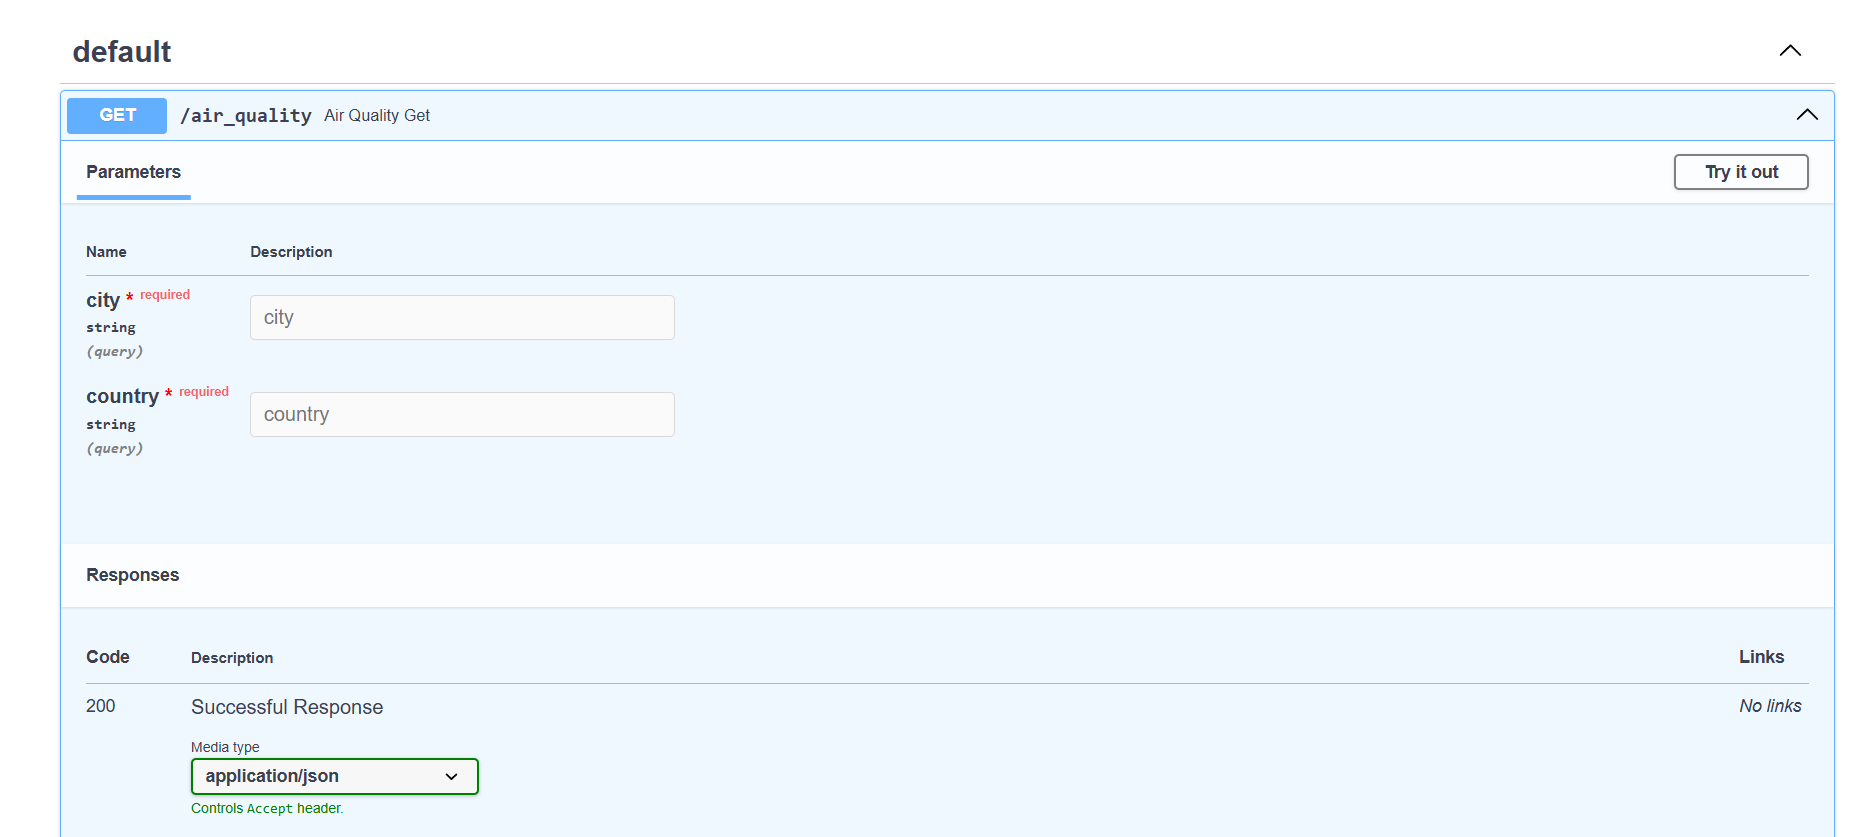 default
GET /air_quality Air Quality Get
Parameters
Try it out
Name Description
city * required
string
(query)
city
country * required
string
(query)
country
Responses
Code Description Links
200 Successful Response No links
Media type
application/json
Controls Accept header.